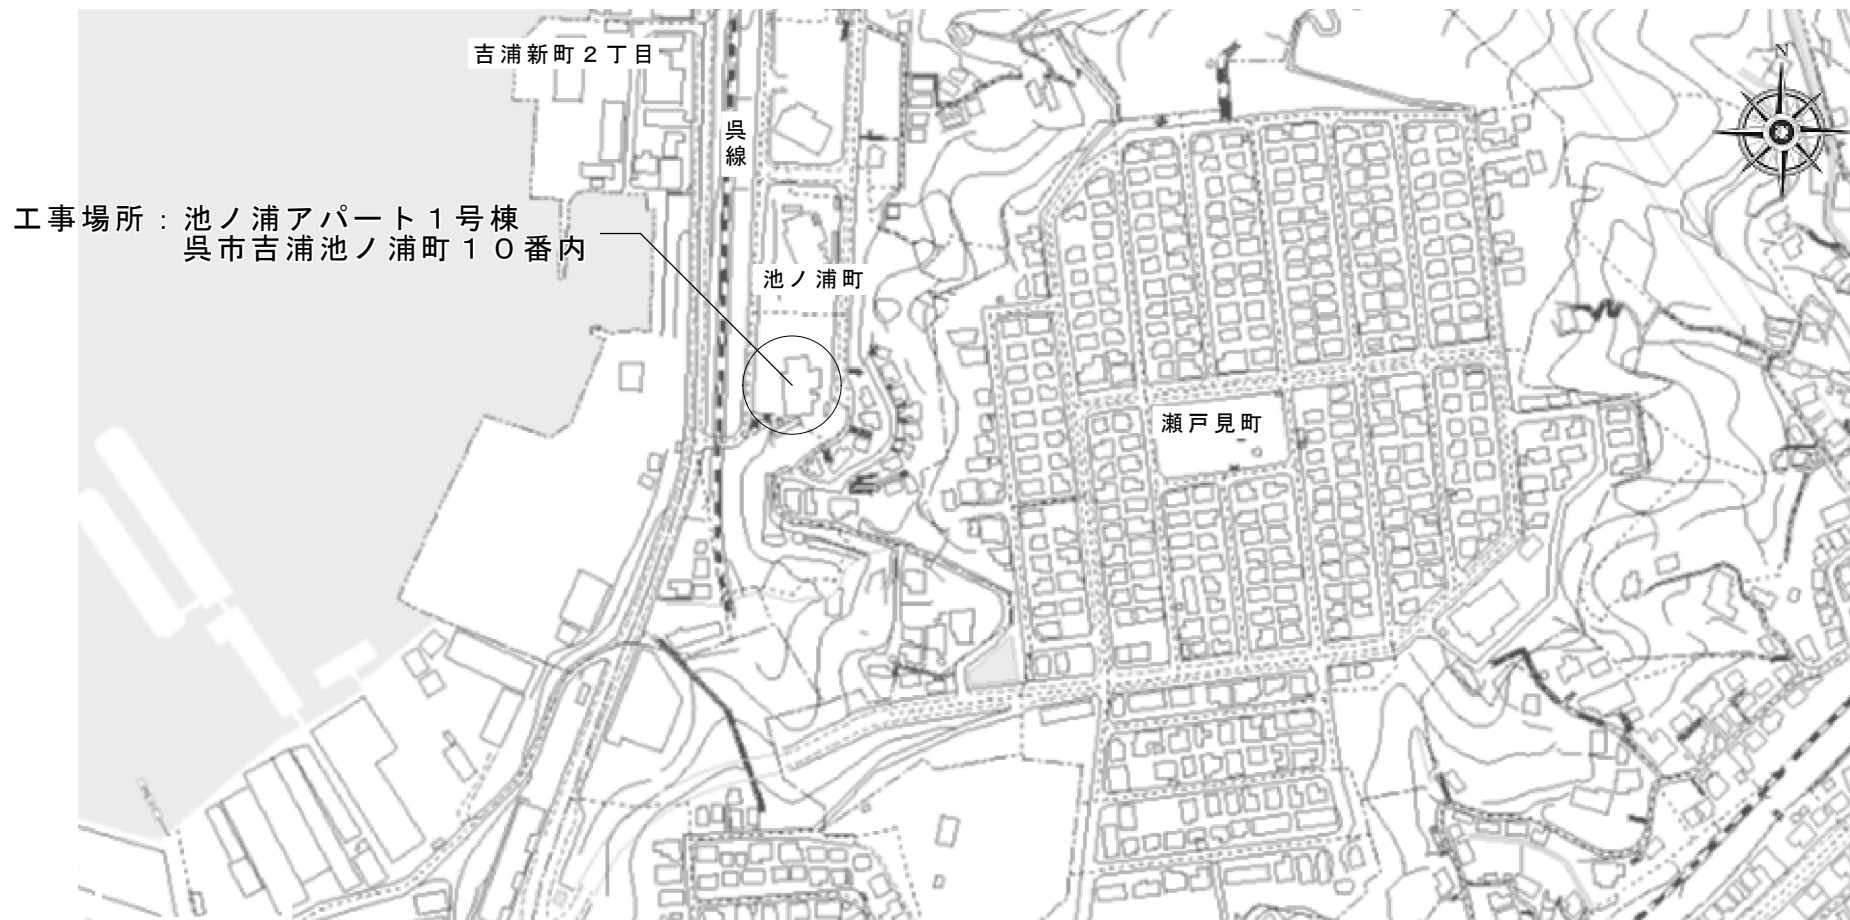 吉浦新町２丁目
N
呉線
工事場所：池ノ浦アパート１号棟
呉市吉浦池ノ浦町１０番内
池ノ浦町
瀬戸見町